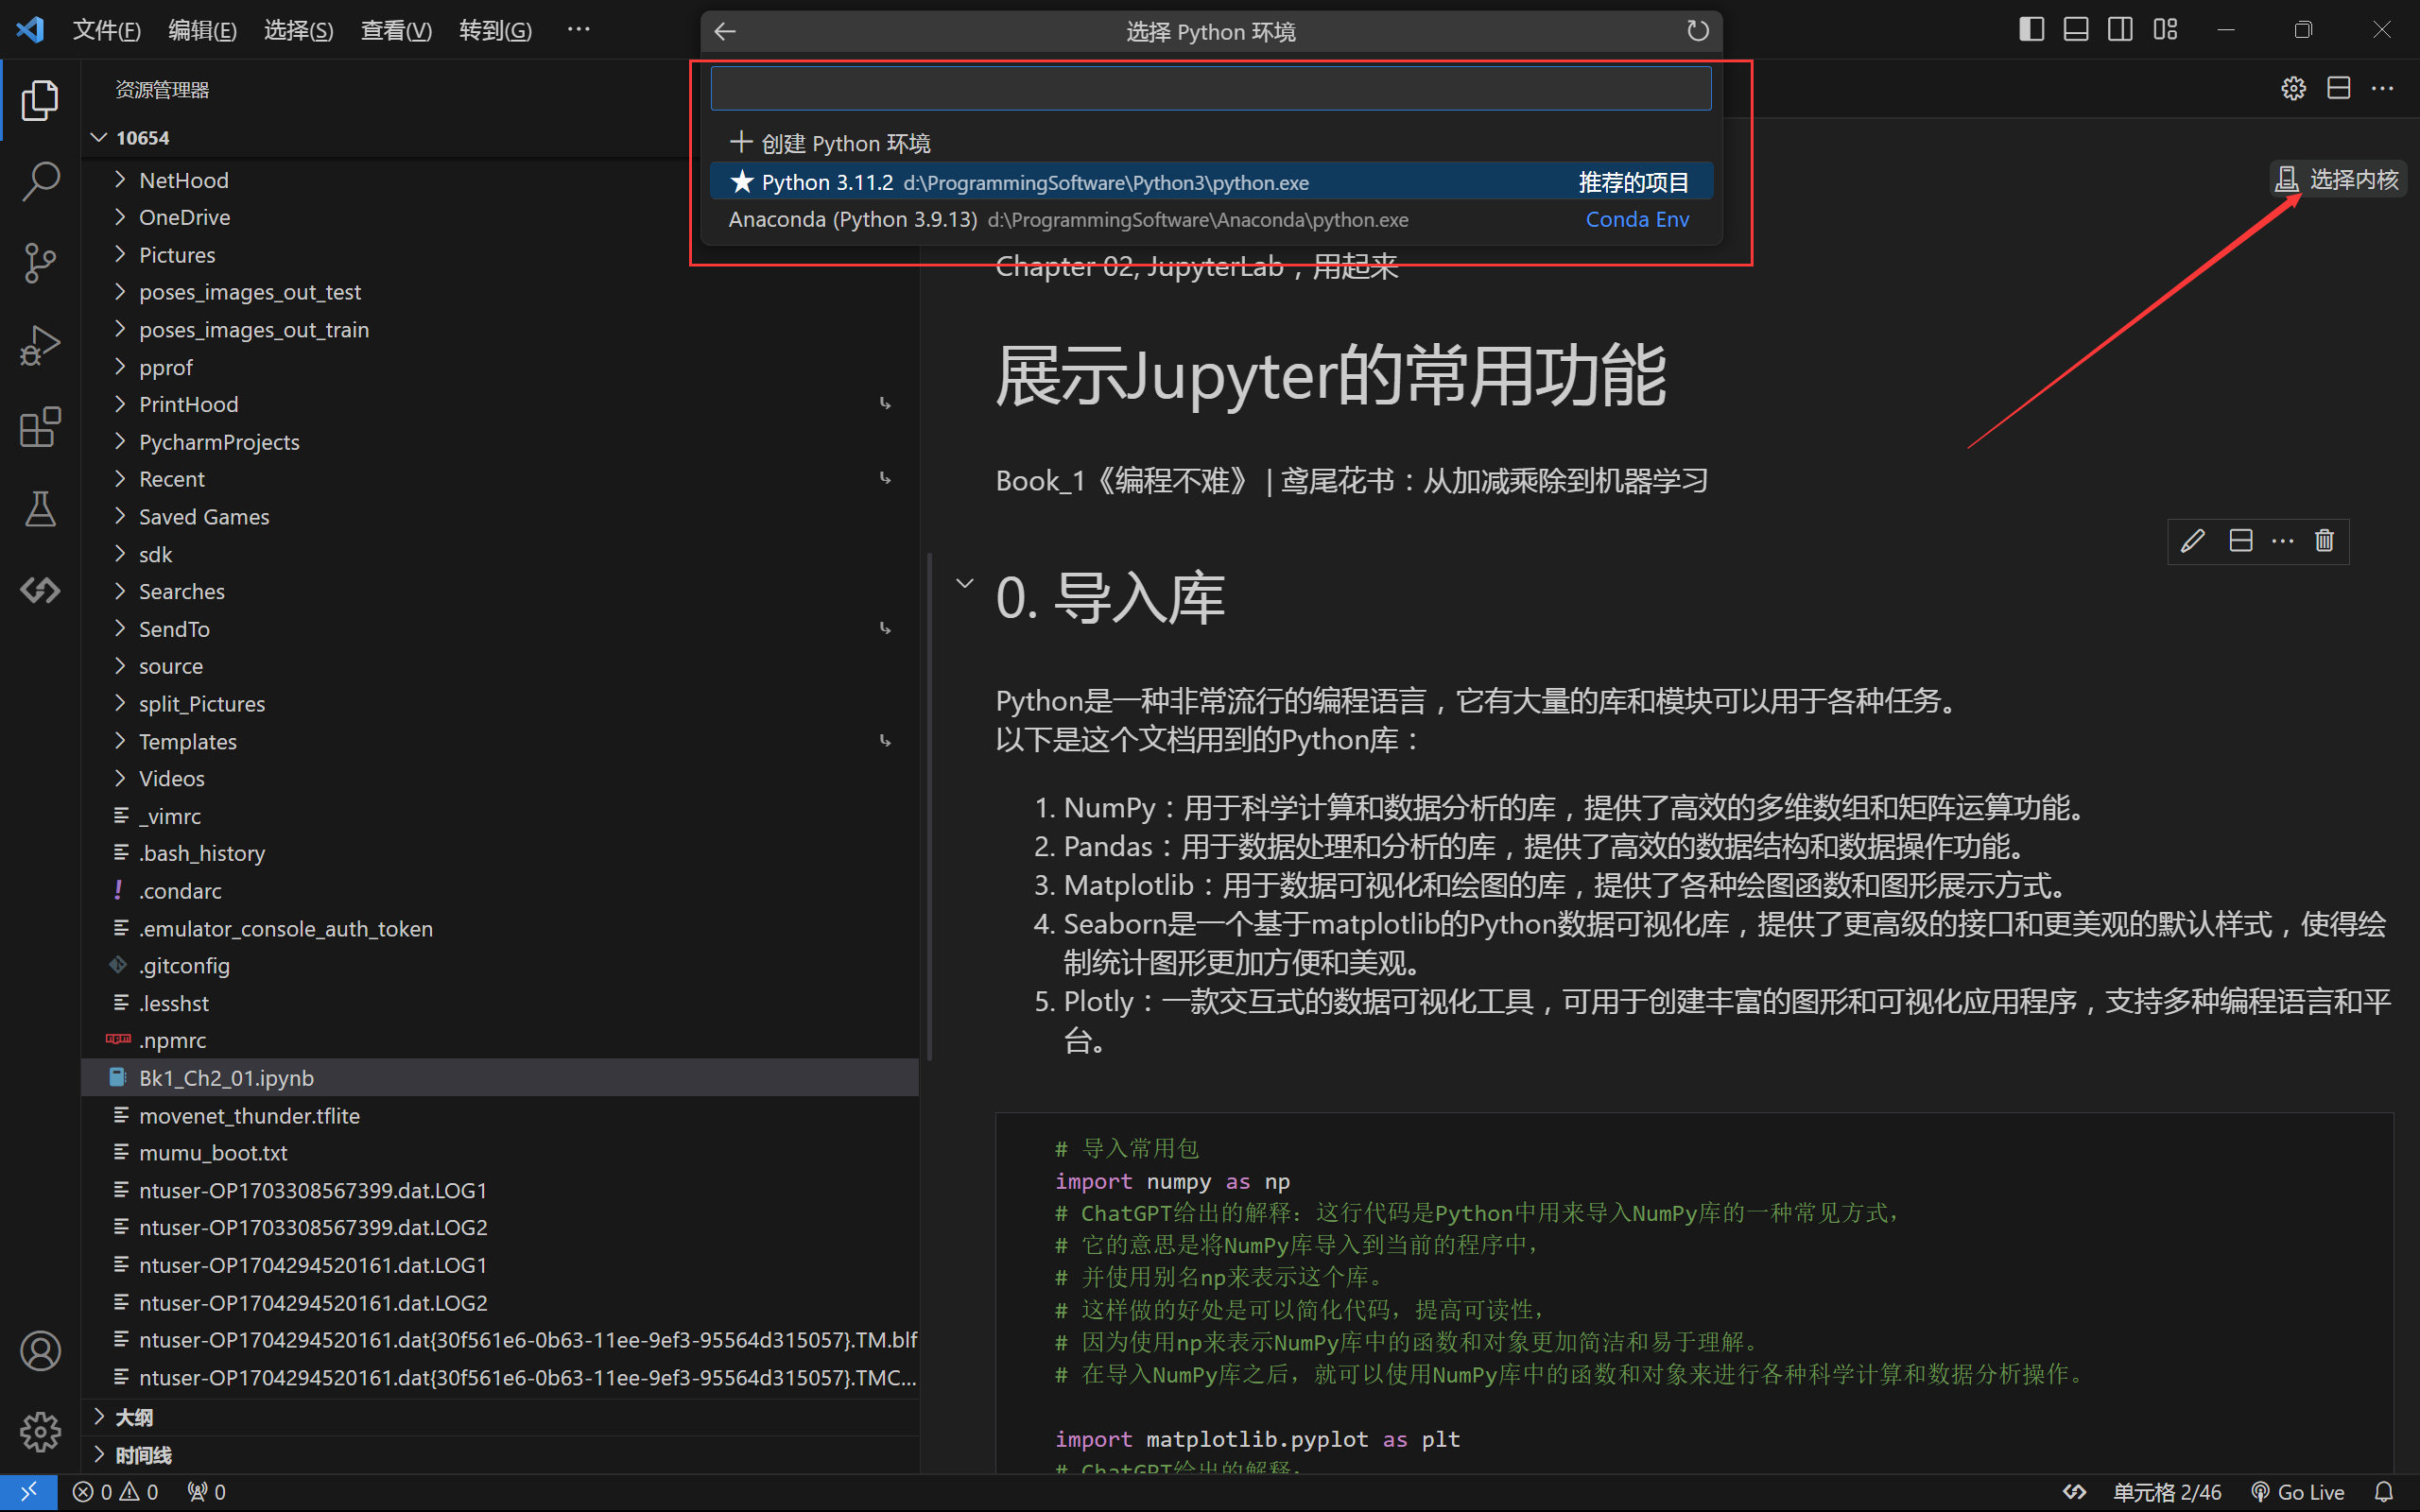 文件(F) 编辑(E) 选择(S) 查看(V) 转到(G) ···
选择 Python 环境
创建 Python 环境
Python 3.11.2 d:\ProgrammingSoftware\Python3\python.exe 推荐的项目
Anaconda (Python 3.9.13) d:\ProgrammingSoftware\Anaconda\python.exe Conda Env
资源管理器
10654
NetHood
OneDrive
Pictures
poses_images_out_test
poses_images_out_train
pprof
PrintHood
PycharmProjects
Recent
Saved Games
sdk
Searches
SendTo
source
split_Pictures
Templates
Videos
_vimrc
.bash_history
.condarc
.emulator_console_auth_token
.gitconfig
.lesshst
.npmrc
Bk1_Ch2_01.ipynb
movenet_thunder.tflite
mumu_boot.txt
ntuser-OP1703308567399.dat.LOG1
ntuser-OP1703308567399.dat.LOG2
ntuser-OP1704294520161.dat.LOG1
ntuser-OP1704294520161.dat.LOG2
ntuser-OP1704294520161.dat{30f561e6-0b63-11ee-9ef3-95564d315057}.TM.blf
ntuser-OP1704294520161.dat{30f561e6-0b63-11ee-9ef3-95564d315057}.TMC...
大纲
时间线
选择内核
Chapter 02, JupyterLab，用起来
展示Jupyter的常用功能
Book_1《编程不难》 | 鸢尾花书：从加减乘除到机器学习
0. 导入库
Python是一种非常流行的编程语言，它有大量的库和模块可以用于各种任务。
以下是这个文档用到的Python库：
1. NumPy：用于科学计算和数据分析的库，提供了高效的多维数组和矩阵运算功能。
2. Pandas：用于数据处理和分析的库，提供了高效的数据结构和数据操作功能。
3. Matplotlib：用于数据可视化和绘图的库，提供了各种绘图函数和图形展示方式。
4. Seaborn是一个基于matplotlib的Python数据可视化库，提供了更高级的接口和更美观的默认样式，使得绘
制统计图形更加方便和美观。
5. Plotly：一款交互式的数据可视化工具，可用于创建丰富的图形和可视化应用程序，支持多种编程语言和平
台。
# 导入常用包
import numpy as np
# ChatGPT给出的解释：这行代码是Python中用来导入NumPy库的一种常见方式，
# 它的意思是将NumPy库导入到当前的程序中，
# 并使用别名np来表示这个库。
# 这样做的好处是可以简化代码，提高可读性，
# 因为使用np来表示NumPy库中的函数和对象更加简洁和易于理解。
# 在导入NumPy库之后，就可以使用NumPy库中的函数和对象来进行各种科学计算和数据分析操作。
import matplotlib.pyplot as plt
# ChatGPT给出的解释：
0 0 0
单元格 2/46 Go Live